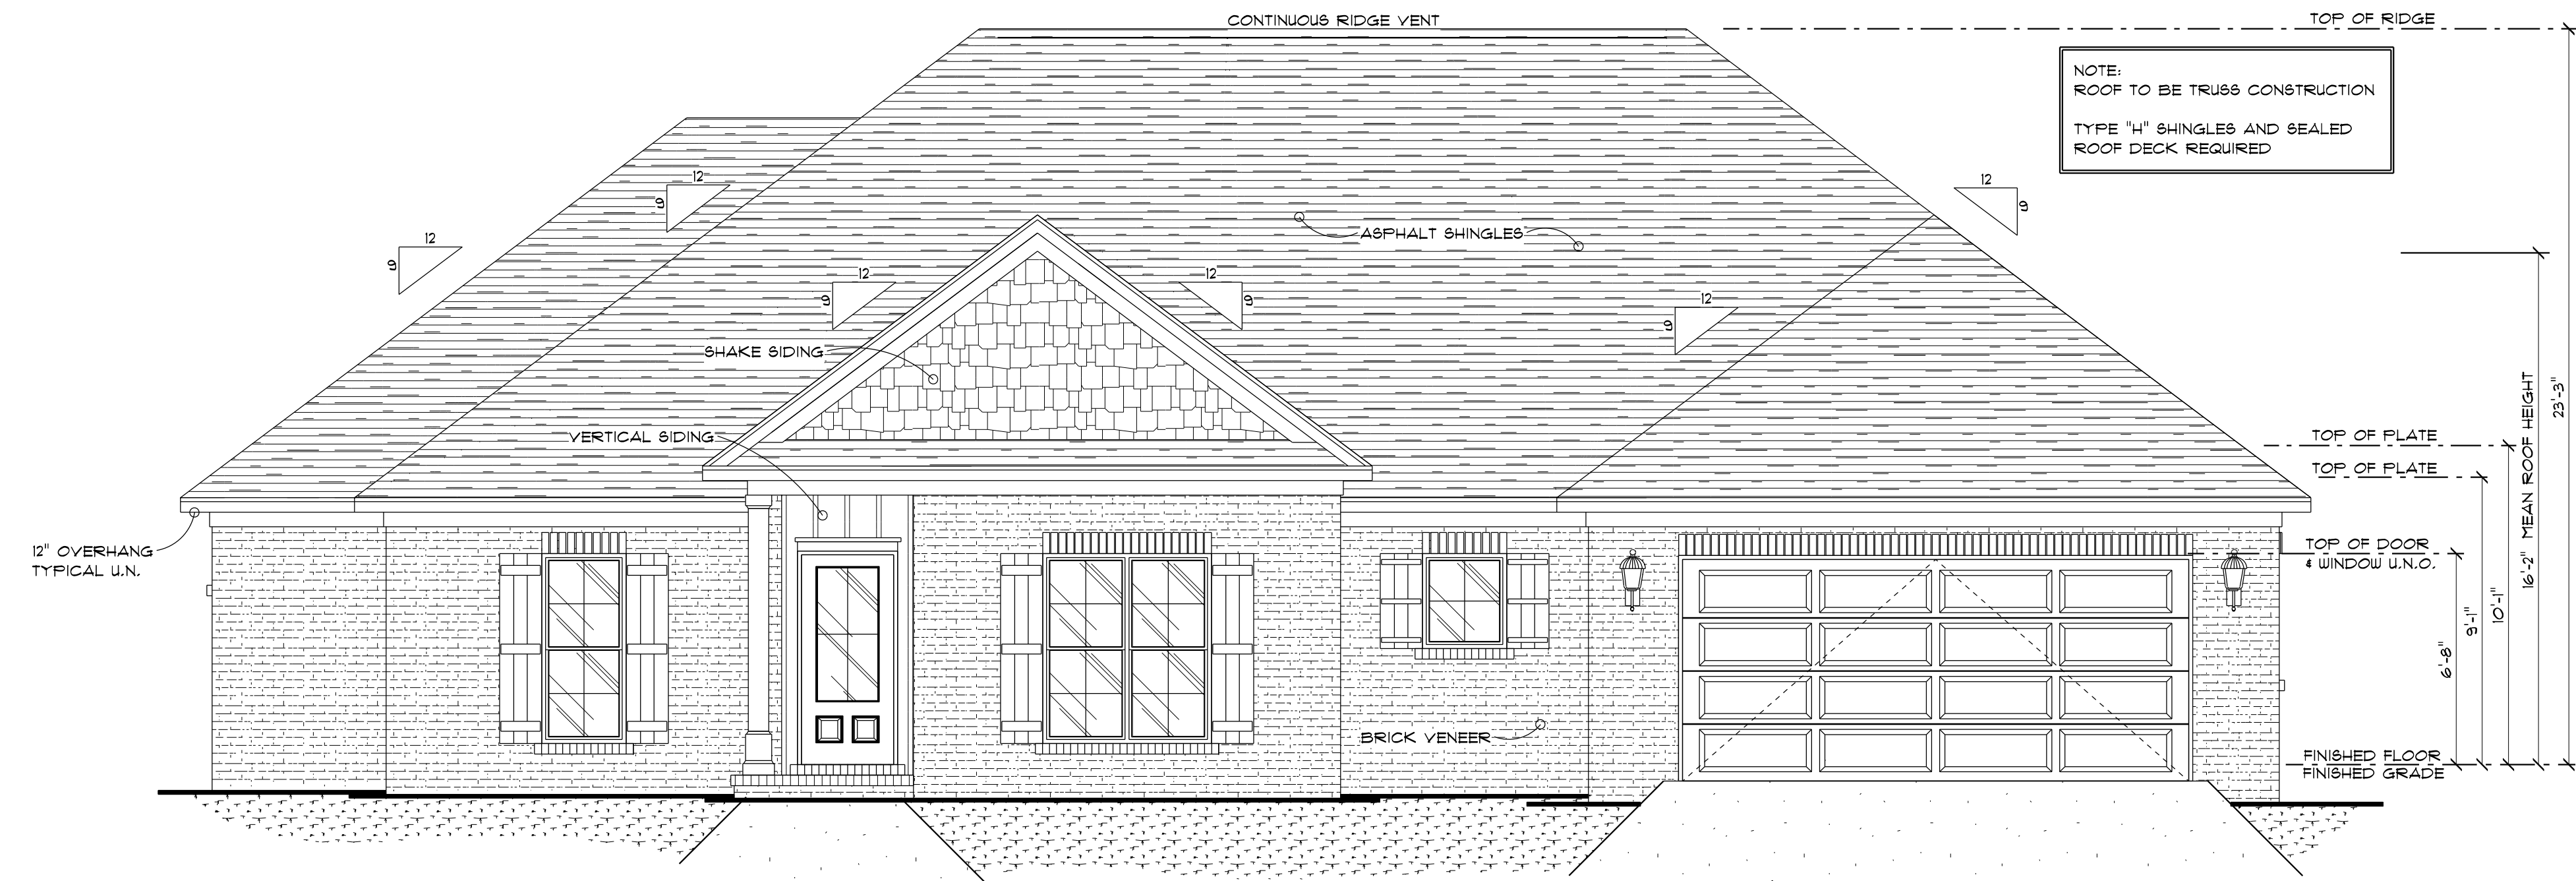 CONTINUOUS RIDGE VENT
TOP OF RIDGE
NOTE:
ROOF TO BE TRUSS CONSTRUCTION
TYPE "H" SHINGLES AND SEALED
ROOF DECK REQUIRED
12
9
12
9
12
9
ASPHALT SHINGLES
12
9
12
9
12
9
SHAKE SIDING
VERTICAL SIDING
TOP OF PLATE
TOP OF PLATE
12" OVERHANG
TYPICAL U.N.
TOP OF DOOR
& WINDOW U.N.O.
BRICK VENEER
FINISHED FLOOR
FINISHED GRADE
6'-8"
9'-1"
10'-1"
16'-2" MEAN ROOF HEIGHT
23'-3"